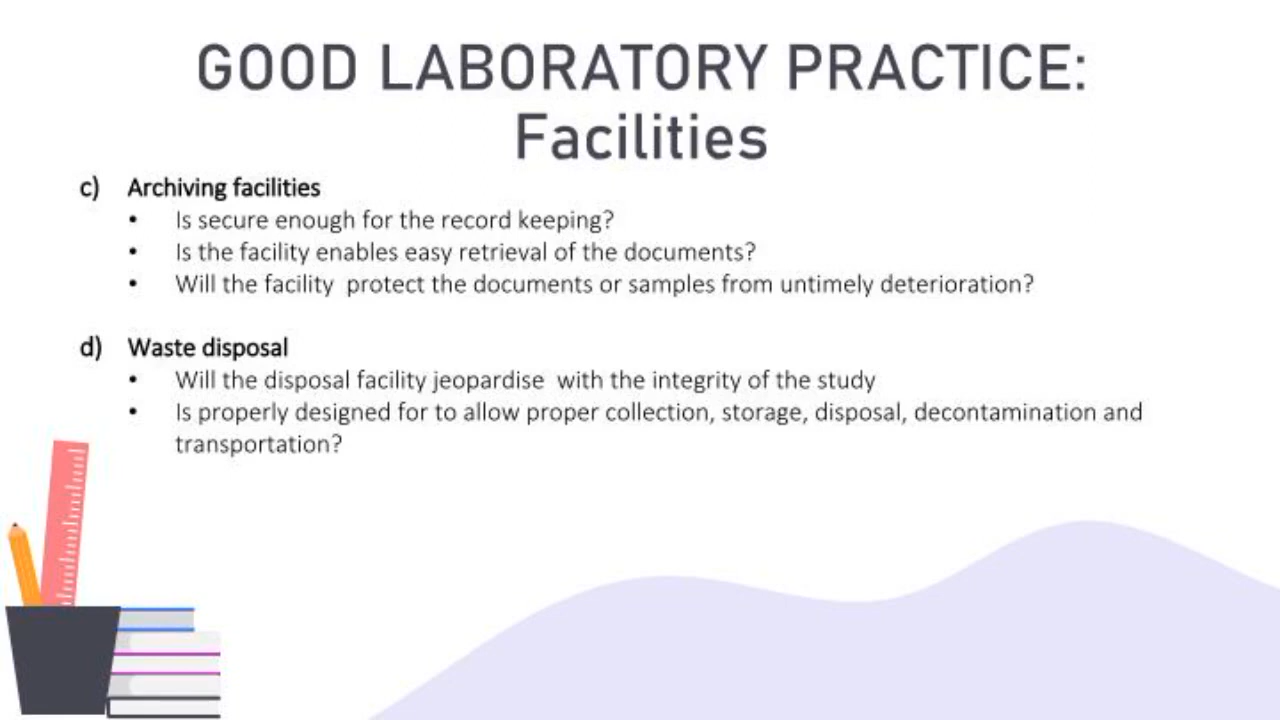 GOOD LABORATORY PRACTICE:
Facilities
c) Archiving facilities
• Is secure enough for the record keeping?
• Is the facility enables easy retrieval of the documents?
• Will the facility  protect the documents or samples from untimely deterioration?
d) Waste disposal
• Will the disposal facility jeopardise  with the integrity of the study
• Is properly designed for to allow proper collection, storage, disposal, decontamination and
transportation?